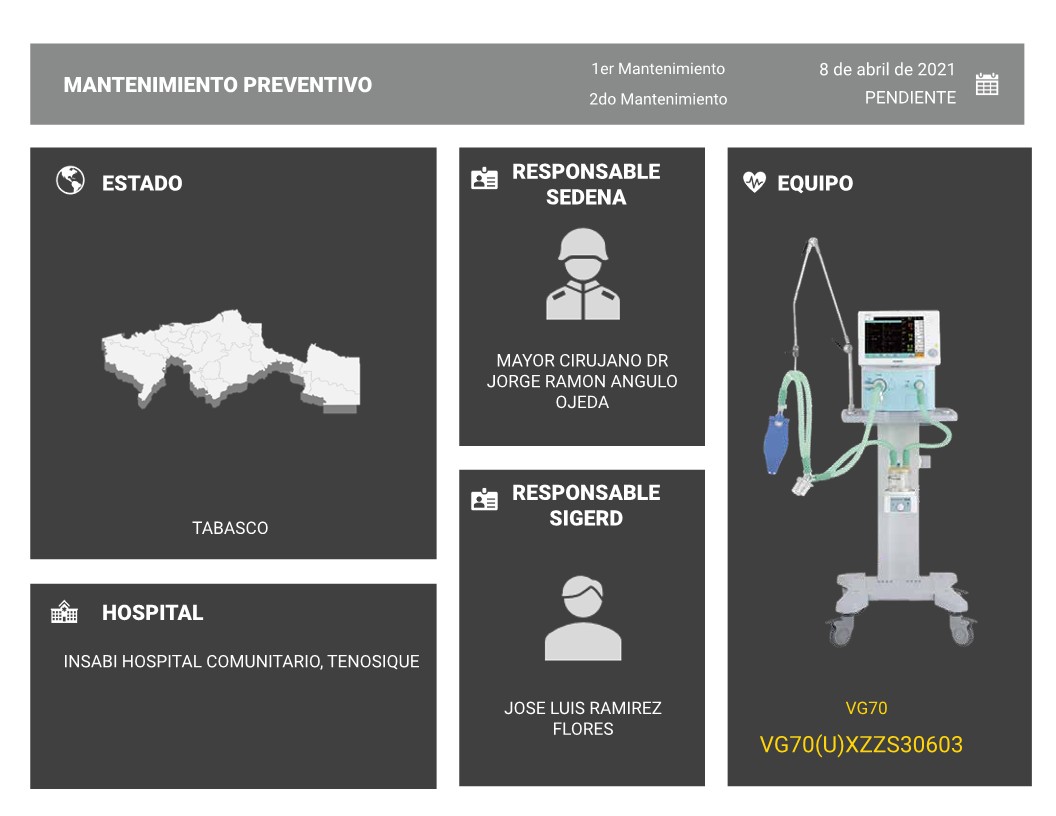 MANTENIMIENTO PREVENTIVO
1er Mantenimiento
8 de abril de 2021
2do Mantenimiento
PENDIENTE
ESTADO
TABASCO
HOSPITAL
INSABI HOSPITAL COMUNITARIO, TENOSIQUE
RESPONSABLE
SEDENA
MAYOR CIRUJANO DR
JORGE RAMON ANGULO
OJEDA
RESPONSABLE
SIGERD
JOSE LUIS RAMIREZ
FLORES
EQUIPO
VG70
VG70(U)XZZS30603